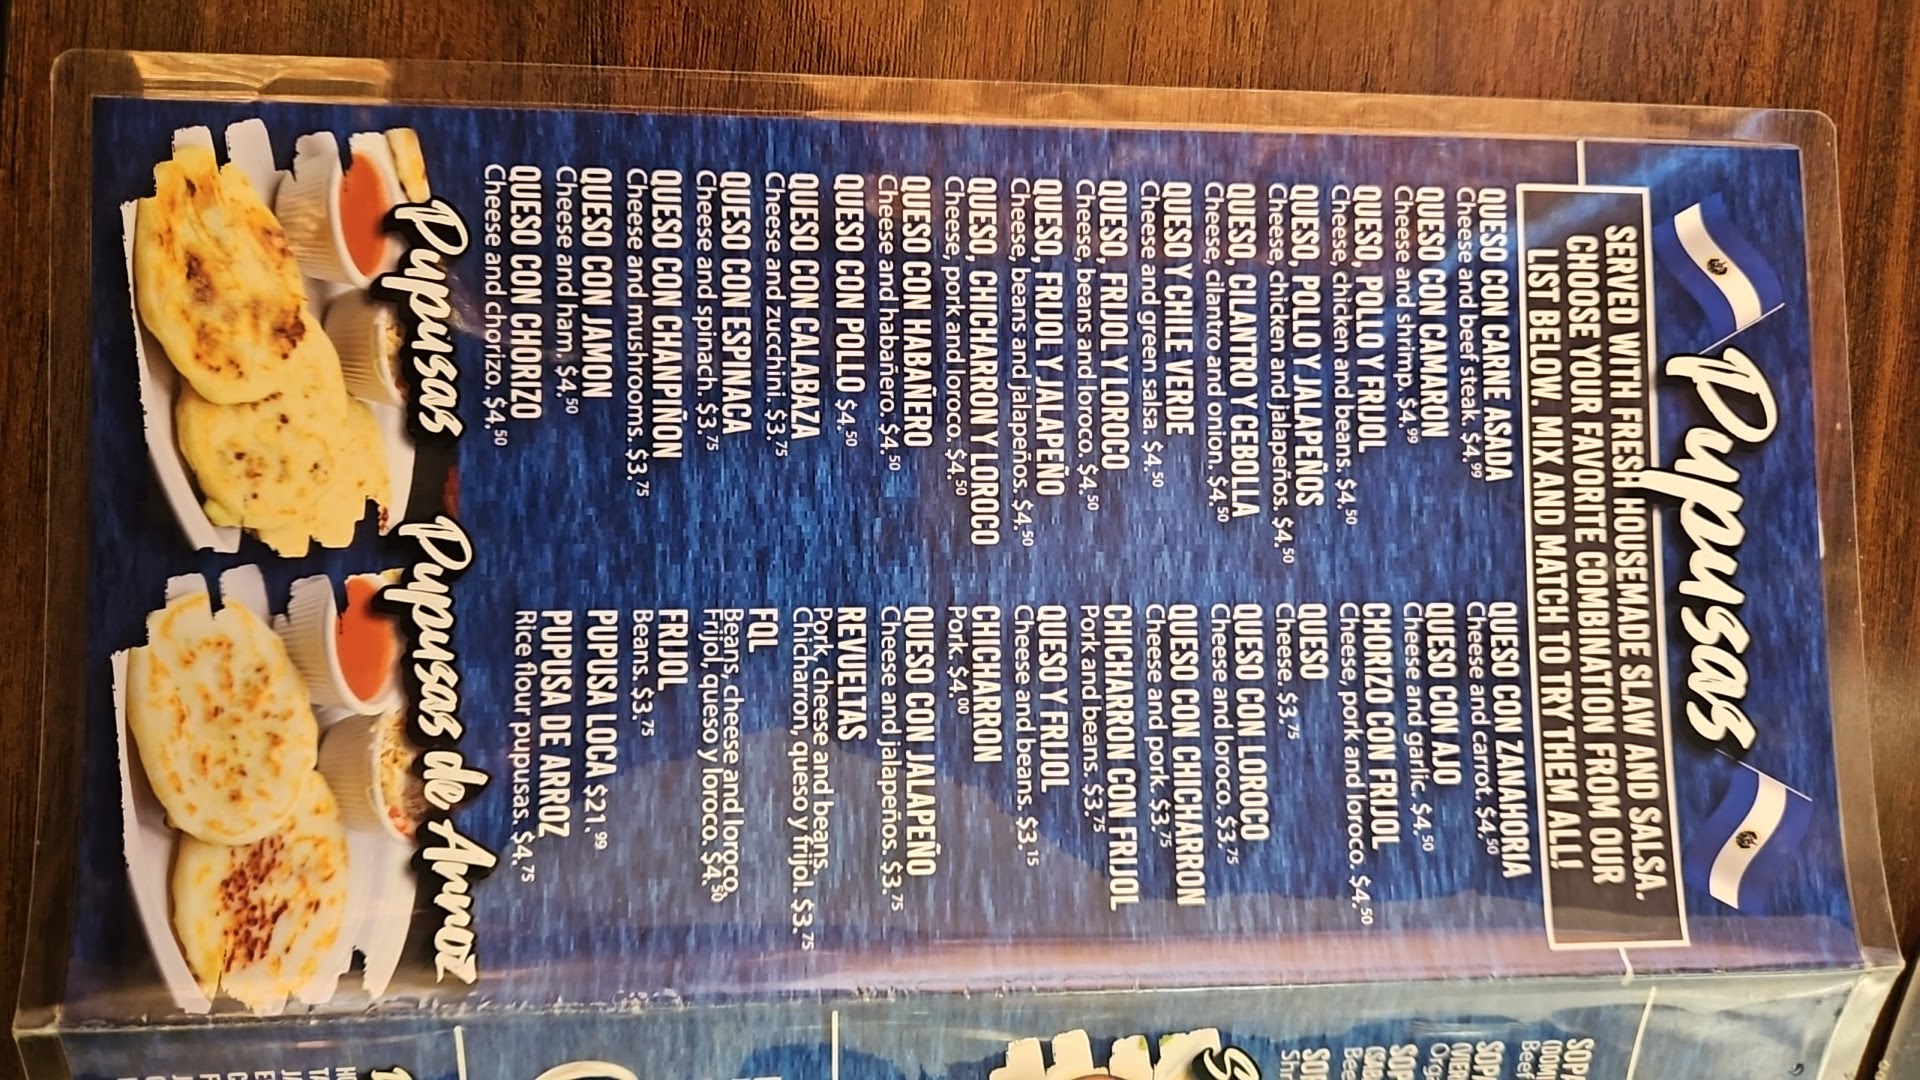 Pupusas
SERVED WITH FRESH HOUSEMADE SLAW AND SALSA.
CHOOSE YOUR FAVORITE COMBINATION FROM OUR
LIST BELOW. MIX AND MATCH TO TRY THEM ALL!
QUESO CON CARNE ASADA
Cheese and beef steak. $4.99
QUESO CON CAMARON
Cheese and shrimp. $4.99
QUESO, POLLO Y FRIJOL
Cheese, chicken and beans. $4.50
QUESO, POLLO Y JALAPEÑOS
Cheese, chicken and jalapeños. $4.50
QUESO, CILANTRO Y CEBOLLA
Cheese, cilantro and onion. $4.50
QUESO Y CHILE VERDE
Cheese and green salsa. $4.50
QUESO, FRIJOL Y LOROCO
Cheese, beans and loroco. $4.50
QUESO, FRIJOL Y JALAPEÑO
Cheese, beans and jalapeños. $4.50
QUESO, CHICHARRON Y LOROCO
Cheese, pork and loroco. $4.50
QUESO CON HABAÑERO
Cheese and habañero. $4.50
QUESO CON POLLO $4.50
QUESO CON CALABAZA
Cheese and zucchini. $3.75
QUESO CON ESPINACA
Cheese and spinach. $3.75
QUESO CON CHANPIÑON
Cheese and mushrooms. $3.75
QUESO CON JAMON
Cheese and ham. $4.50
QUESO CON CHORIZO
Cheese and chorizo. $4.50
QUESO CON ZANAHORIA
Cheese and carrot. $4.50
QUESO CON AJO
Cheese and garlic. $4.50
CHORIZO CON FRIJOL
Cheese, pork and loroco. $4.50
QUESO
Cheese. $3.75
QUESO CON LOROCO
Cheese and loroco. $3.75
QUESO CON CHICHARRON
Cheese and pork. $3.75
CHICHARRON CON FRIJOL
Pork and beans. $3.75
QUESO Y FRIJOL
Cheese and beans. $3.15
CHICHARRON
Pork. $4.00
QUESO CON JALAPEÑO
Cheese and jalapeños. $3.75
REVUELTAS
Pork, cheese and beans.
Chicharron, queso y frijol. $3.75
FQL
Beans, cheese and loroco.
Frijol, queso y loroco. $4.50
FRIJOL
Beans. $3.75
PUPUSA LOCA $21.99
PUPUSA DE ARROZ
Rice flour pupusas. $4.75
Pupusas
Pupusas de Arroz
SOPA
Beef
SOPA
Orga
SOP
Bee
SOP
Shr